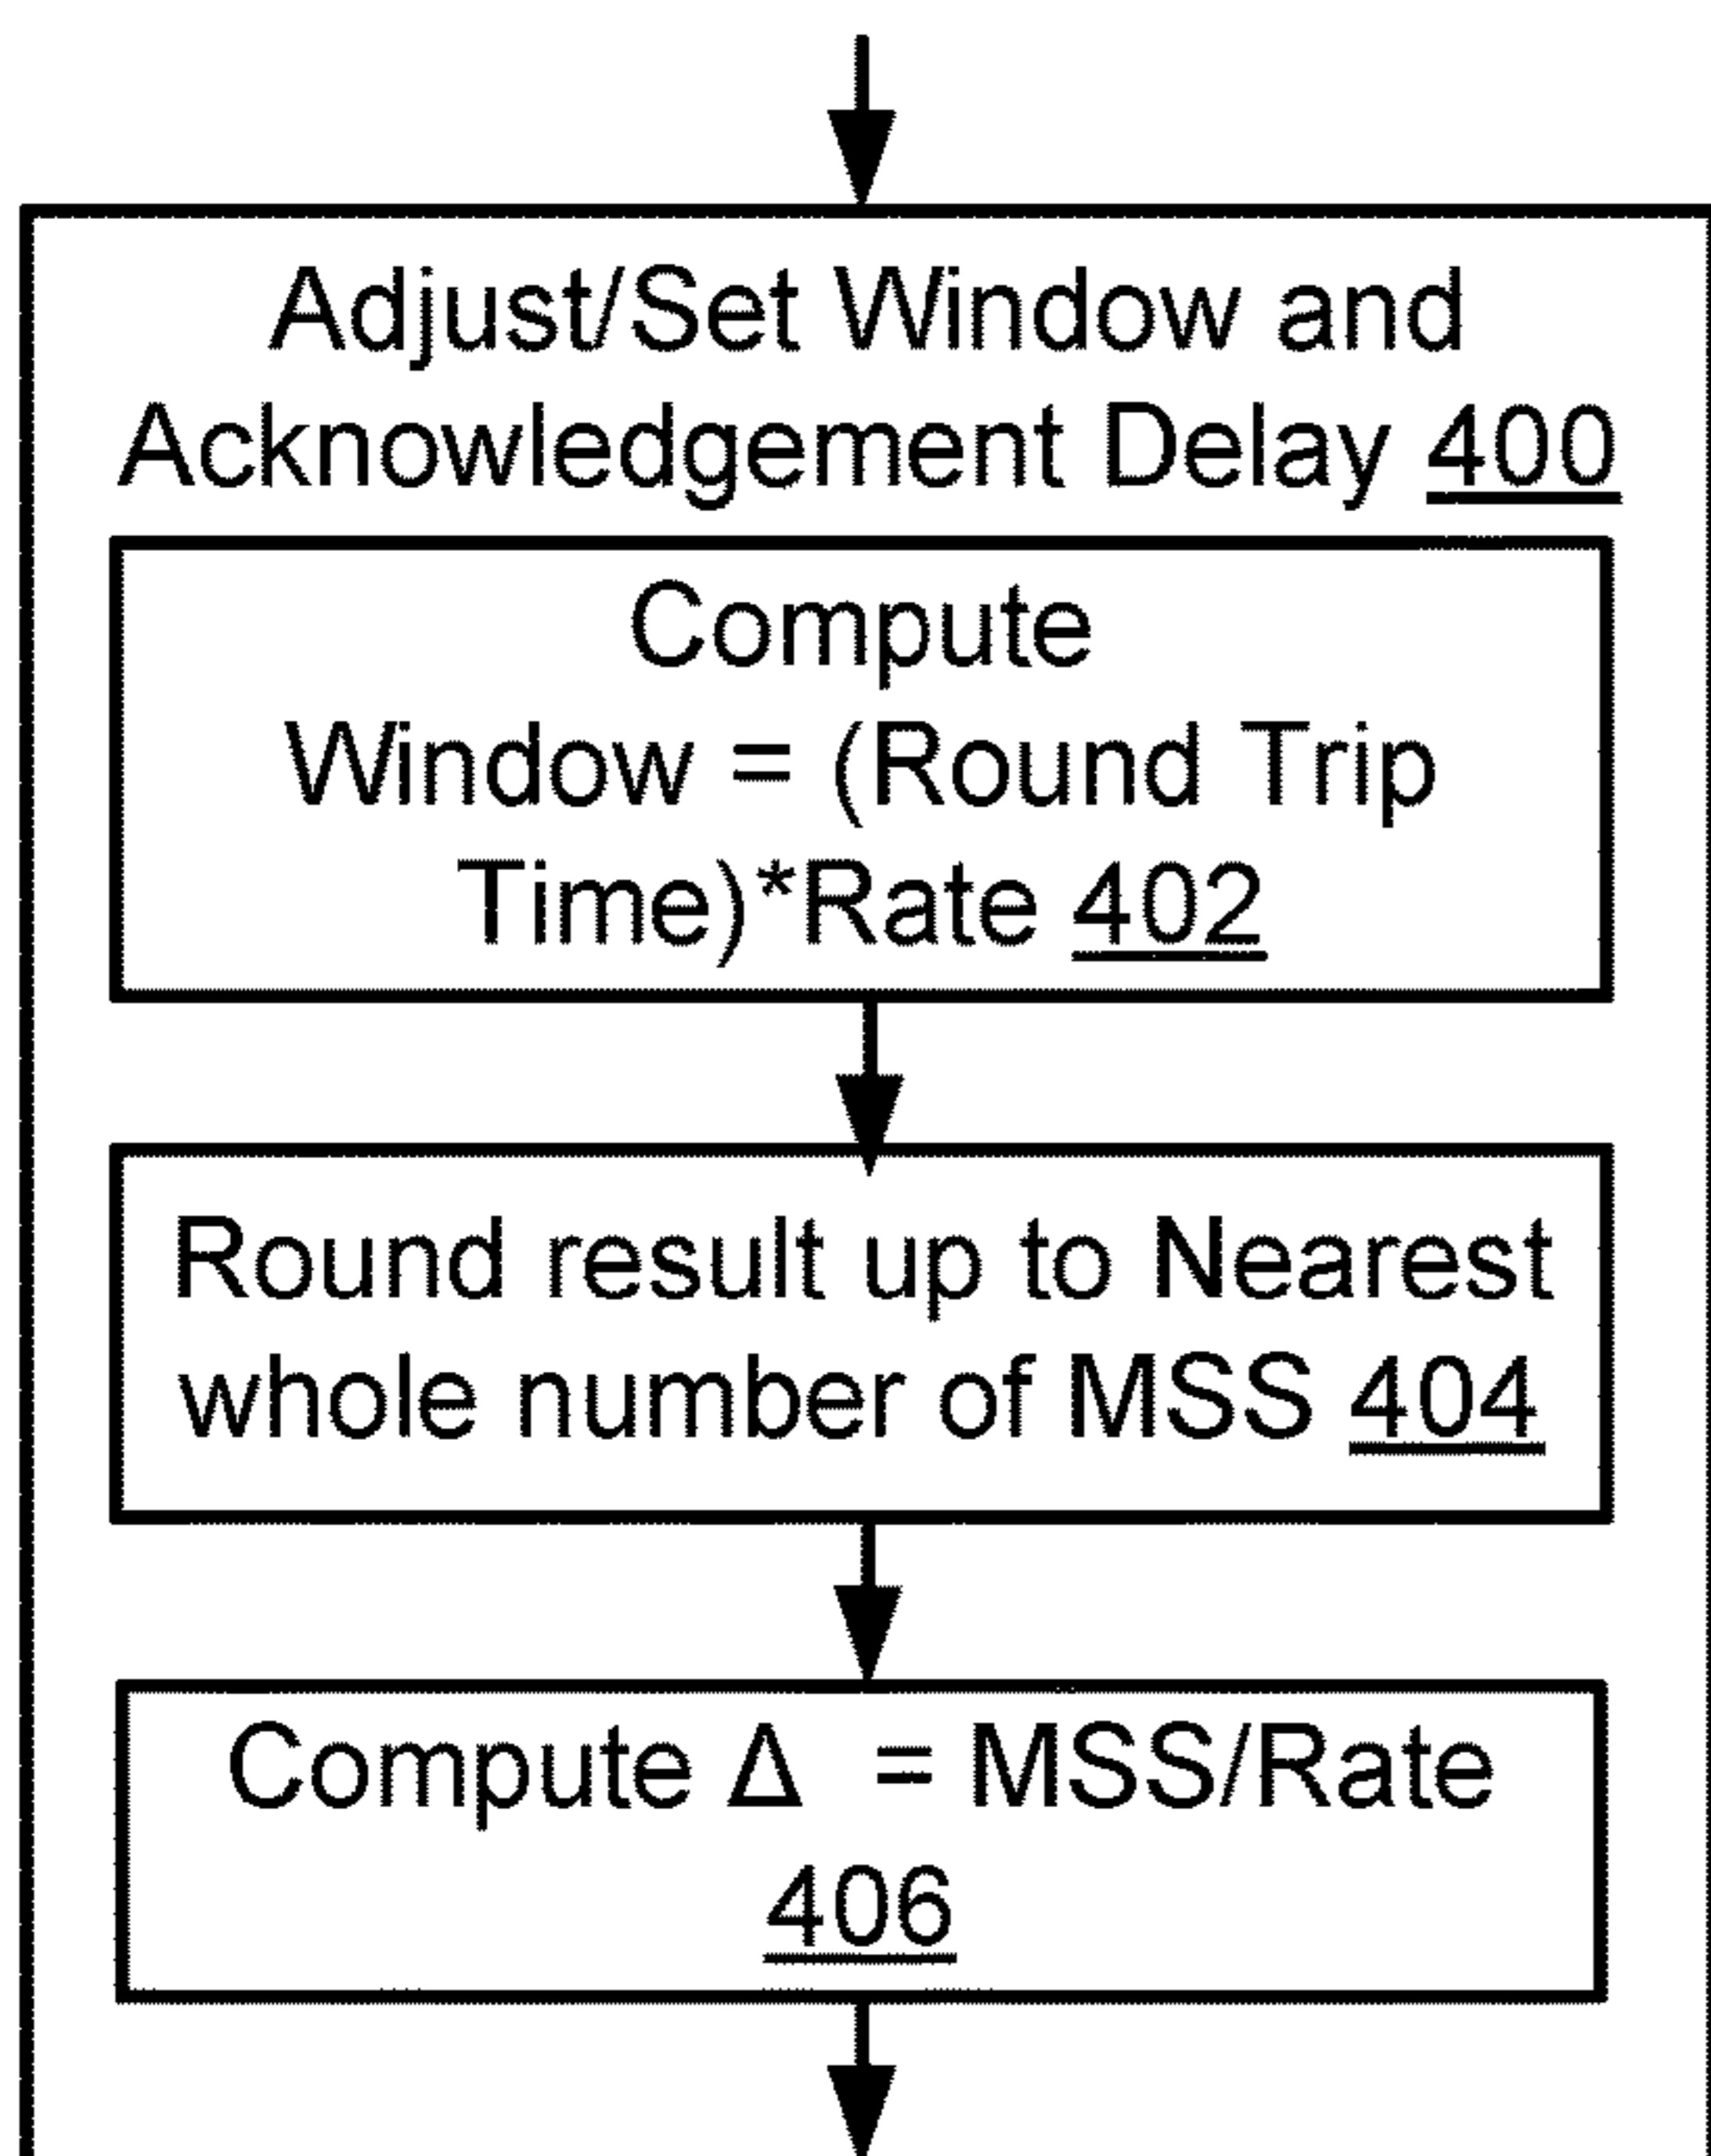 Adjust/Set Window and
Acknowledgement Delay 400
Compute
Window = (Round Trip
Time)*Rate 402
Round result up to Nearest
whole number of MSS 404
Compute Δ = MSS/Rate
406